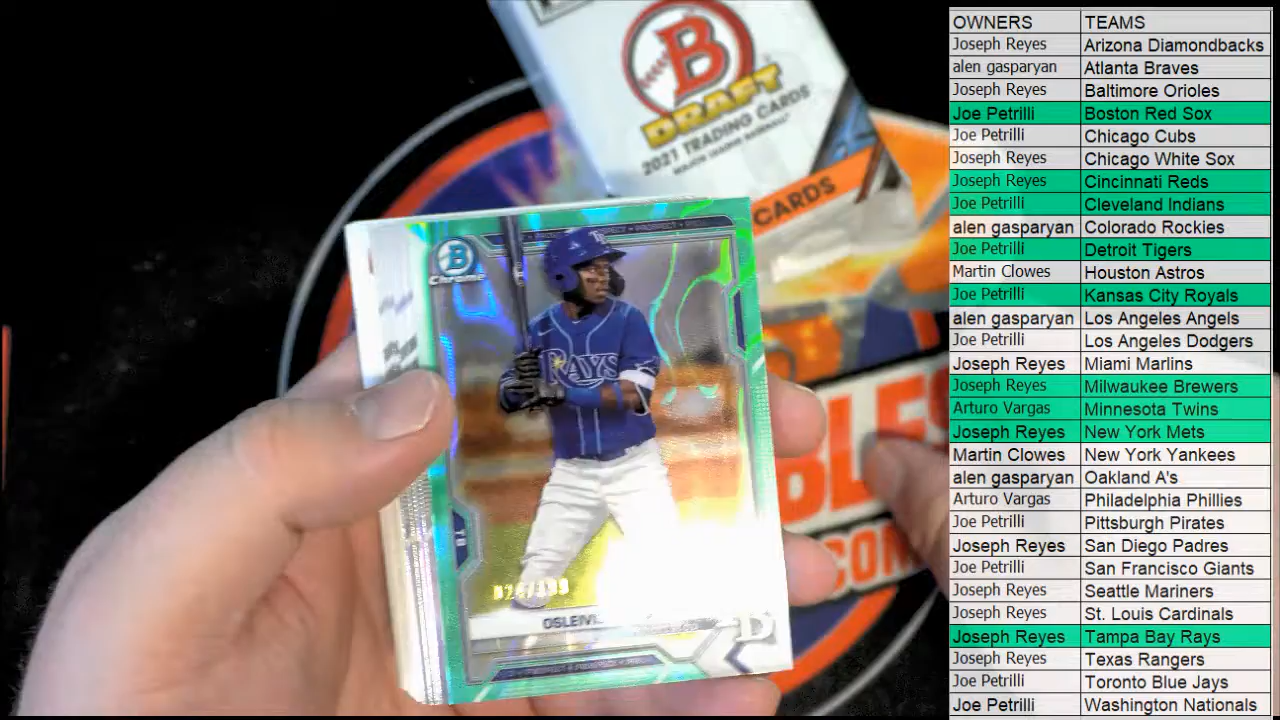 B
DRAFT
2021 TRADING CARDS
MAJOR LEAGUE BASEBALL
CARDS
B
Chrome
RAYS
TB
OSLEIVI
D
BLES
.CON
OWNERS TEAMS
Joseph Reyes Arizona Diamondbacks
alen gasparyan Atlanta Braves
Joseph Reyes Baltimore Orioles
Joe Petrilli Boston Red Sox
Joe Petrilli Chicago Cubs
Joseph Reyes Chicago White Sox
Joseph Reyes Cincinnati Reds
Joe Petrilli Cleveland Indians
alen gasparyan Colorado Rockies
Joe Petrilli Detroit Tigers
Martin Clowes Houston Astros
Joe Petrilli Kansas City Royals
alen gasparyan Los Angeles Angels
Joe Petrilli Los Angeles Dodgers
Joseph Reyes Miami Marlins
Joseph Reyes Milwaukee Brewers
Arturo Vargas Minnesota Twins
Joseph Reyes New York Mets
Martin Clowes New York Yankees
alen gasparyan Oakland A's
Arturo Vargas Philadelphia Phillies
Joe Petrilli Pittsburgh Pirates
Joseph Reyes San Diego Padres
Joe Petrilli San Francisco Giants
Joseph Reyes Seattle Mariners
Joseph Reyes St. Louis Cardinals
Joseph Reyes Tampa Bay Rays
Joseph Reyes Texas Rangers
Joe Petrilli Toronto Blue Jays
Joe Petrilli Washington Nationals